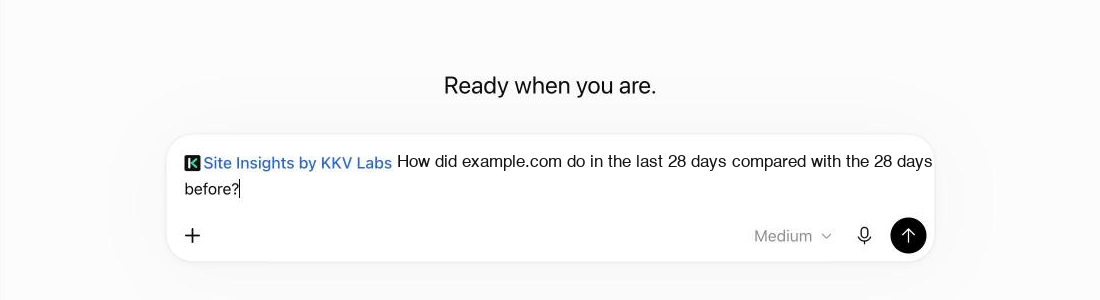 Ready when you are.
Site Insights by KKV Labs How did example.com do in the last 28 days compared with the 28 days
before?
Medium